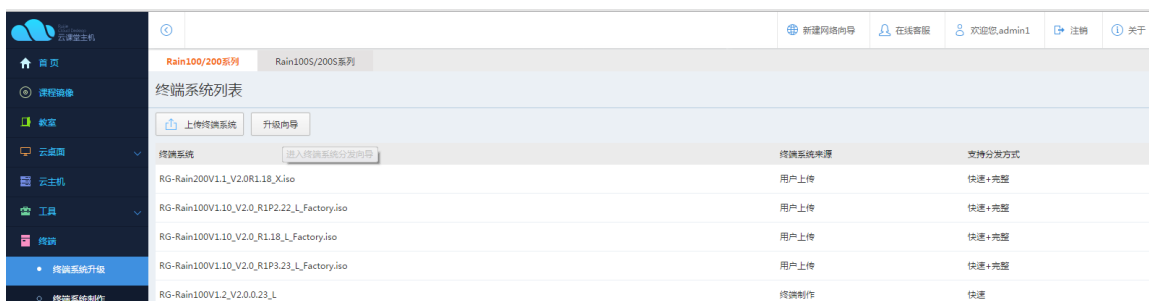 云课堂主机
新建网络向导 在线客服 欢迎您,admin1 注销 关于
首页
课程镜像
教室
云桌面
云主机
工具
终端
终端系统升级
终端系统制作
Rain100/200系列 Rain100S/200S系列
终端系统列表
上传终端系统 升级向导
进入终端系统分发向导
终端系统 终端系统来源 支持分发方式
RG-Rain200V1.1_V2.0R1.18_X.iso 用户上传 快速+完整
RG-Rain100V1.10_V2.0_R1P2.22_L_Factory.iso 用户上传 快速+完整
RG-Rain100V1.10_V2.0_R1.18_L_Factory.iso 用户上传 快速+完整
RG-Rain100V1.10_V2.0_R1P3.23_L_Factory.iso 用户上传 快速+完整
RG-Rain100V1.2_V2.0.0.23_L 终端制作 快速